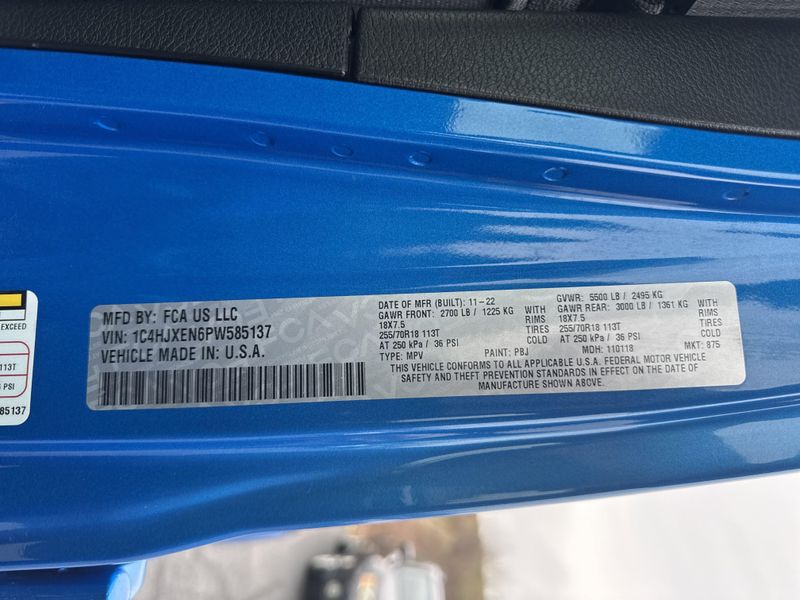 EXCEED
113T
PSI
85137
MFD BY: FCA US LLC
VIN: 1C4HJXEN6PW585137
VEHICLE MADE IN: U.S.A.
DATE OF MFR (BUILT): 11-22 GVWR: 5500 LB / 2495 KG
GAWR FRONT: 2700 LB / 1225 KG WITH GAWR REAR: 3000 LB / 1361 KG WITH
18X7.5 RIMS 18X7.5 RIMS
255/70R18 113T TIRES 255/70R18 113T TIRES
AT 250 kPa / 36 PSI COLD AT 250 kPa / 36 PSI COLD
TYPE: MPV PAINT: PBJ MDH: 110118 MKT: 875
THIS VEHICLE CONFORMS TO ALL APPLICABLE U.S.A. FEDERAL MOTOR VEHICLE
SAFETY AND THEFT PREVENTION STANDARDS IN EFFECT ON THE DATE OF
MANUFACTURE SHOWN ABOVE.